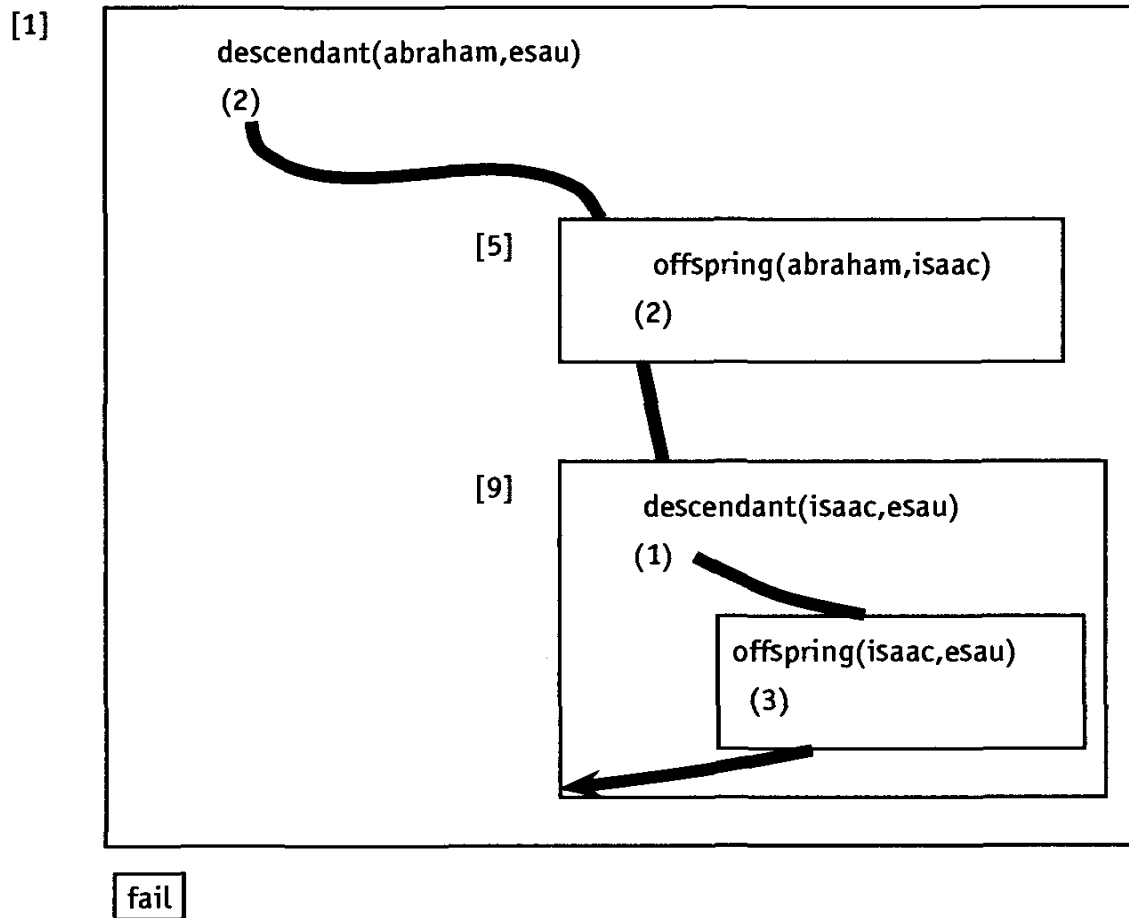 [1]
descendant(abraham,esau)
(2)
[5]
offspring(abraham,isaac)
(2)
[9]
descendant(isaac,esau)
(1)
offspring(isaac,esau)
(3)
fail